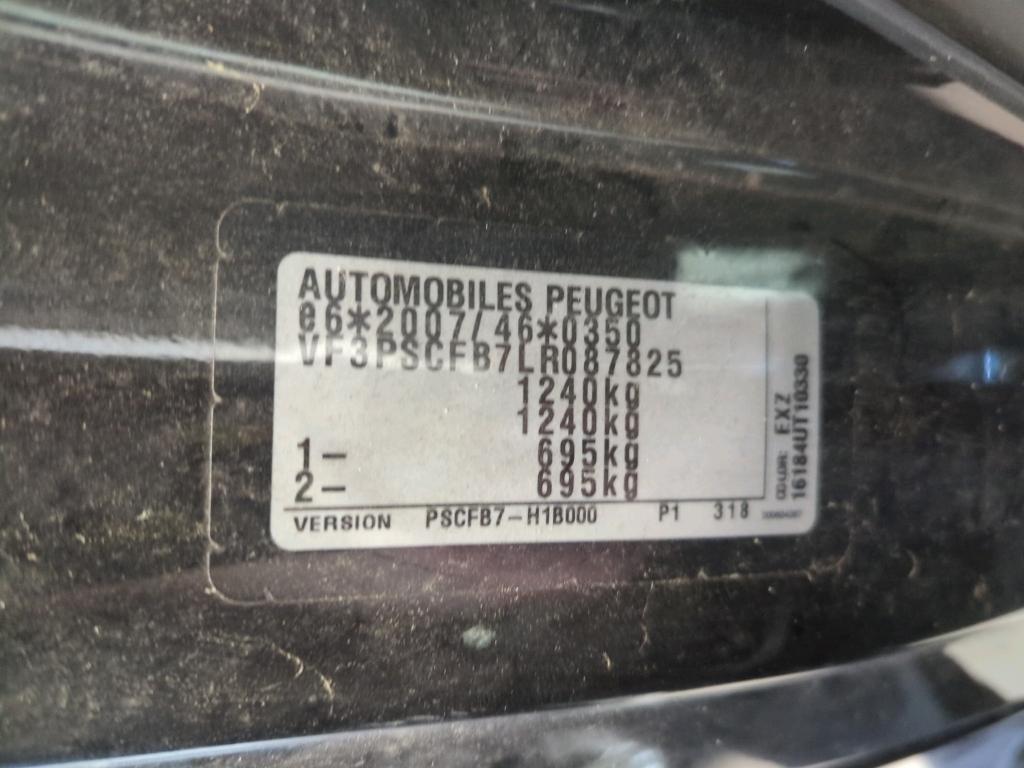 AUTOMOBILES PEUGEOT
e6*2007/46*0350
VF3PSCFB7LR087825
1240kg
1240kg
1- 695kg
2- 695kg
VERSION PSCFB7-H1B000 P1 318
COLOR: EXZ
16184UT10330